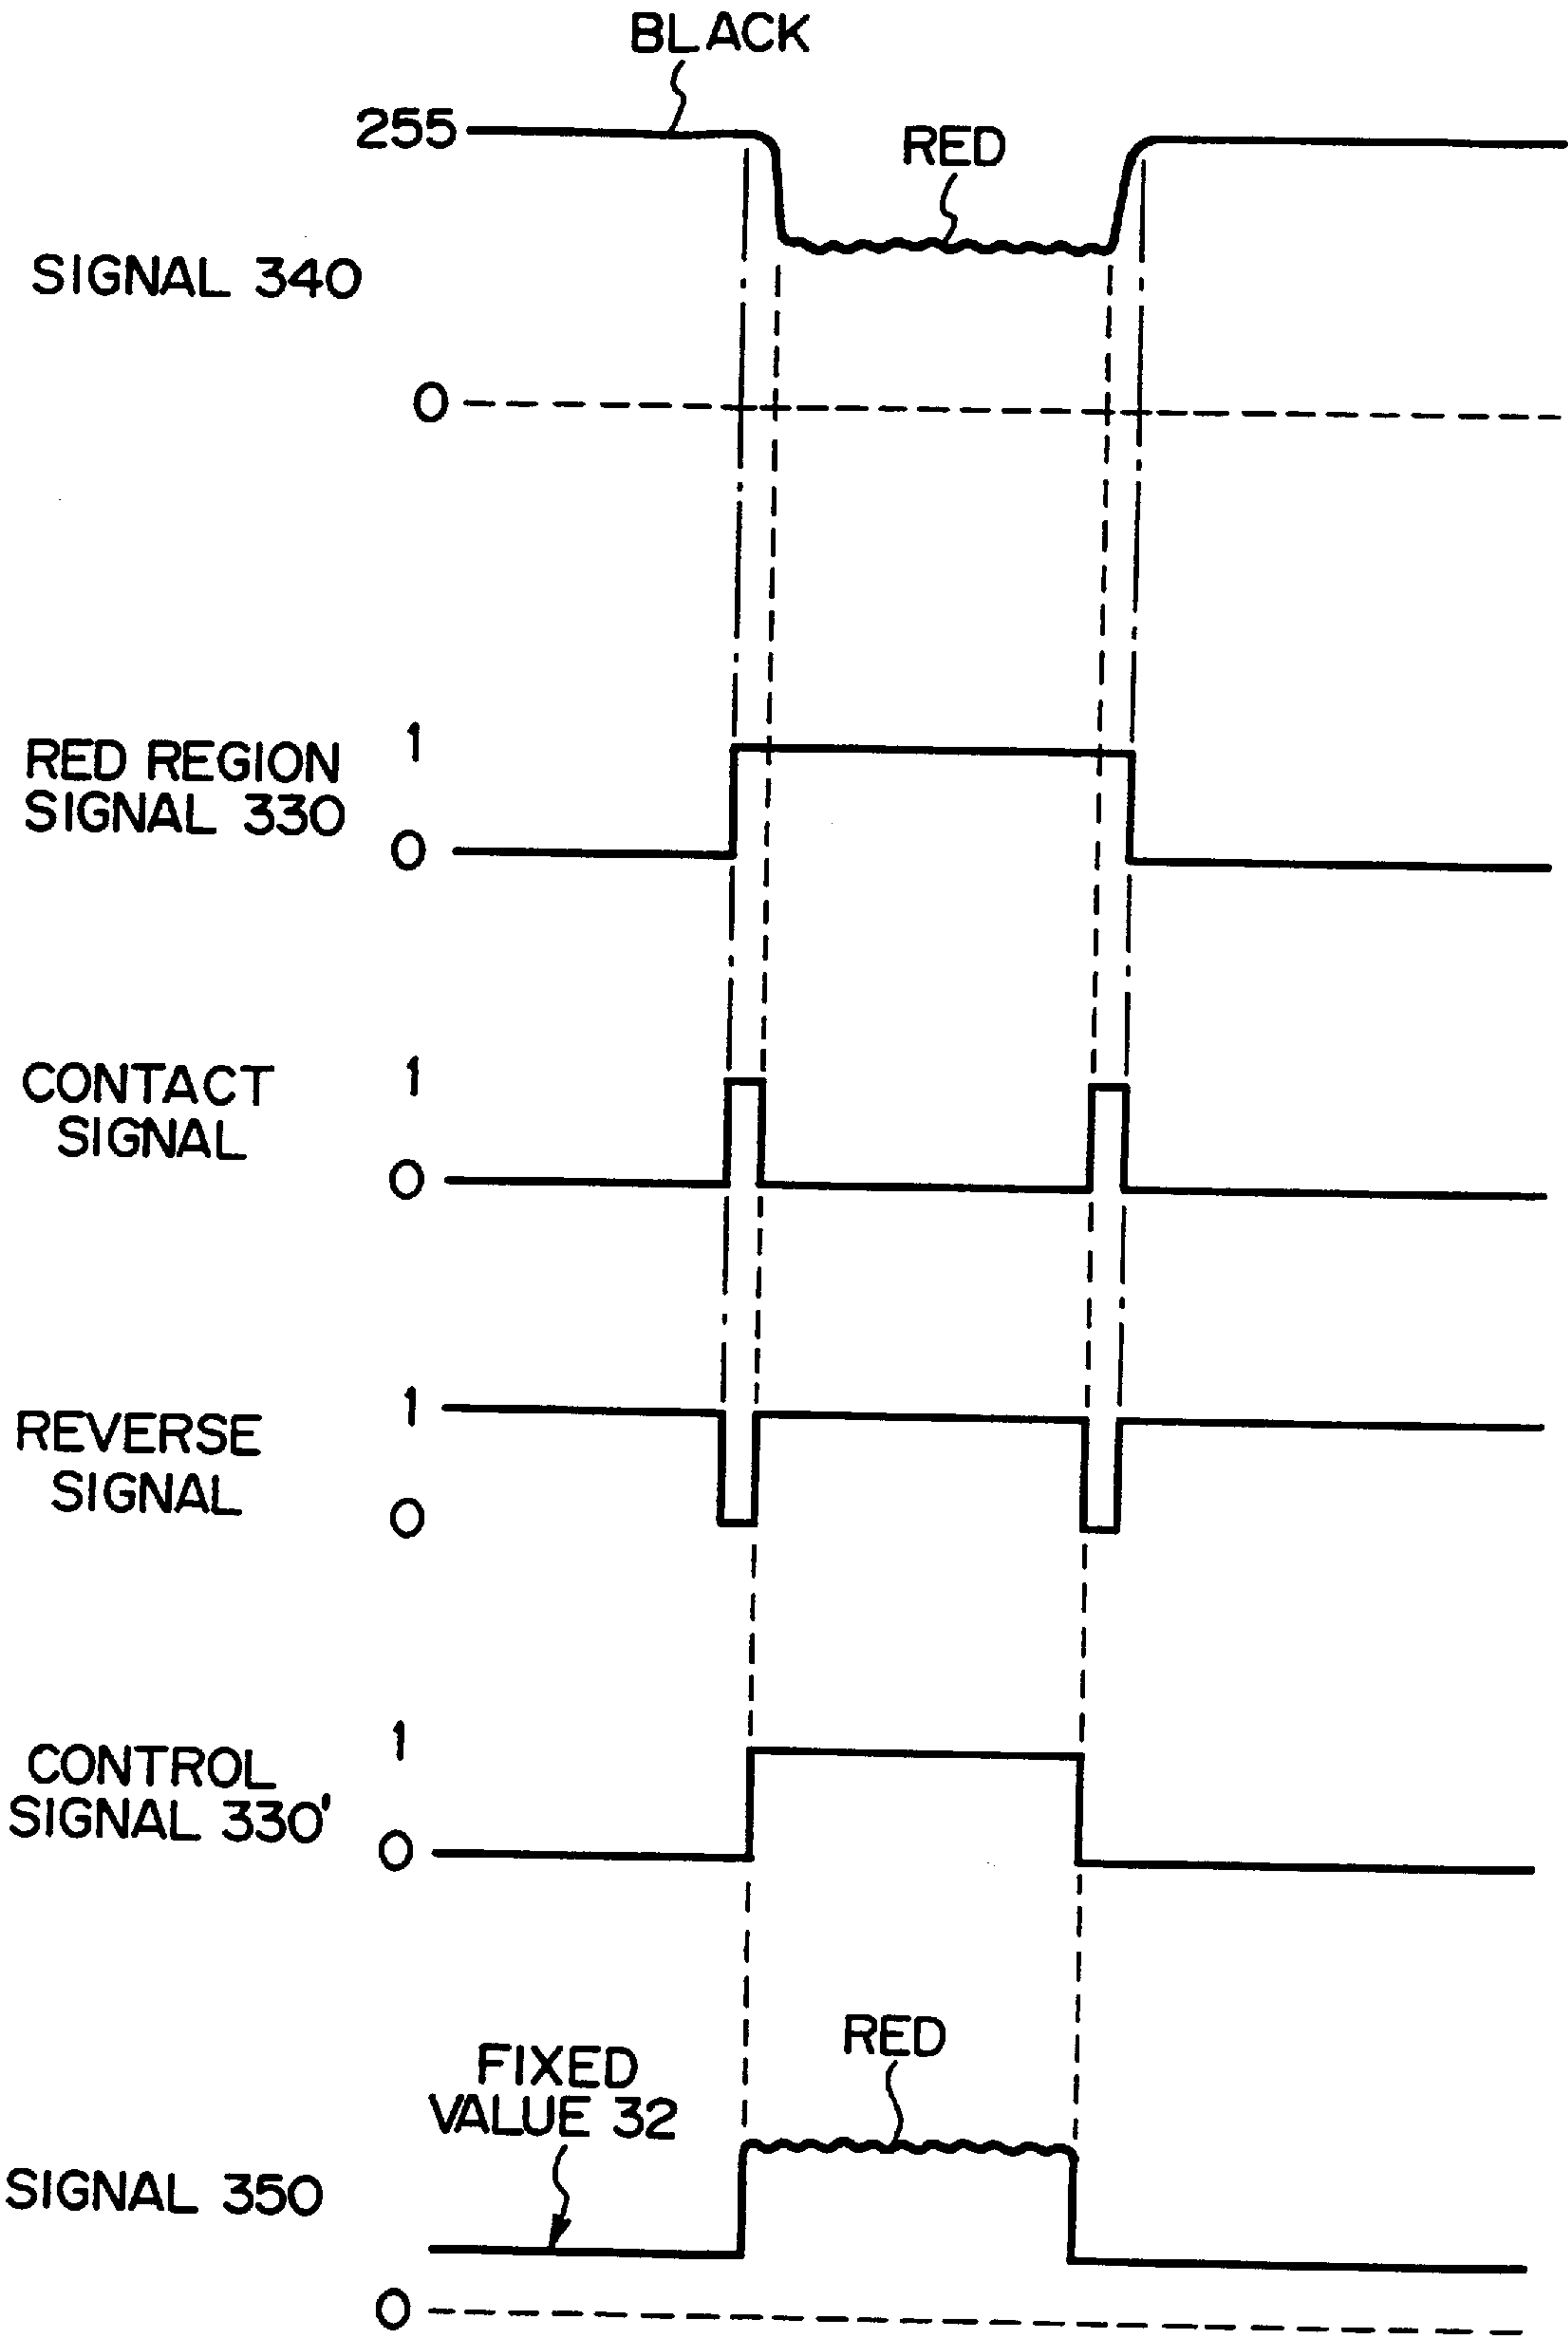 BLACK
255
RED
SIGNAL 340
0
1
RED REGION
SIGNAL 330
0
1
CONTACT
SIGNAL
0
1
REVERSE
SIGNAL
0
1
CONTROL
SIGNAL 330'
0
RED
FIXED
VALUE 32
SIGNAL 350
0